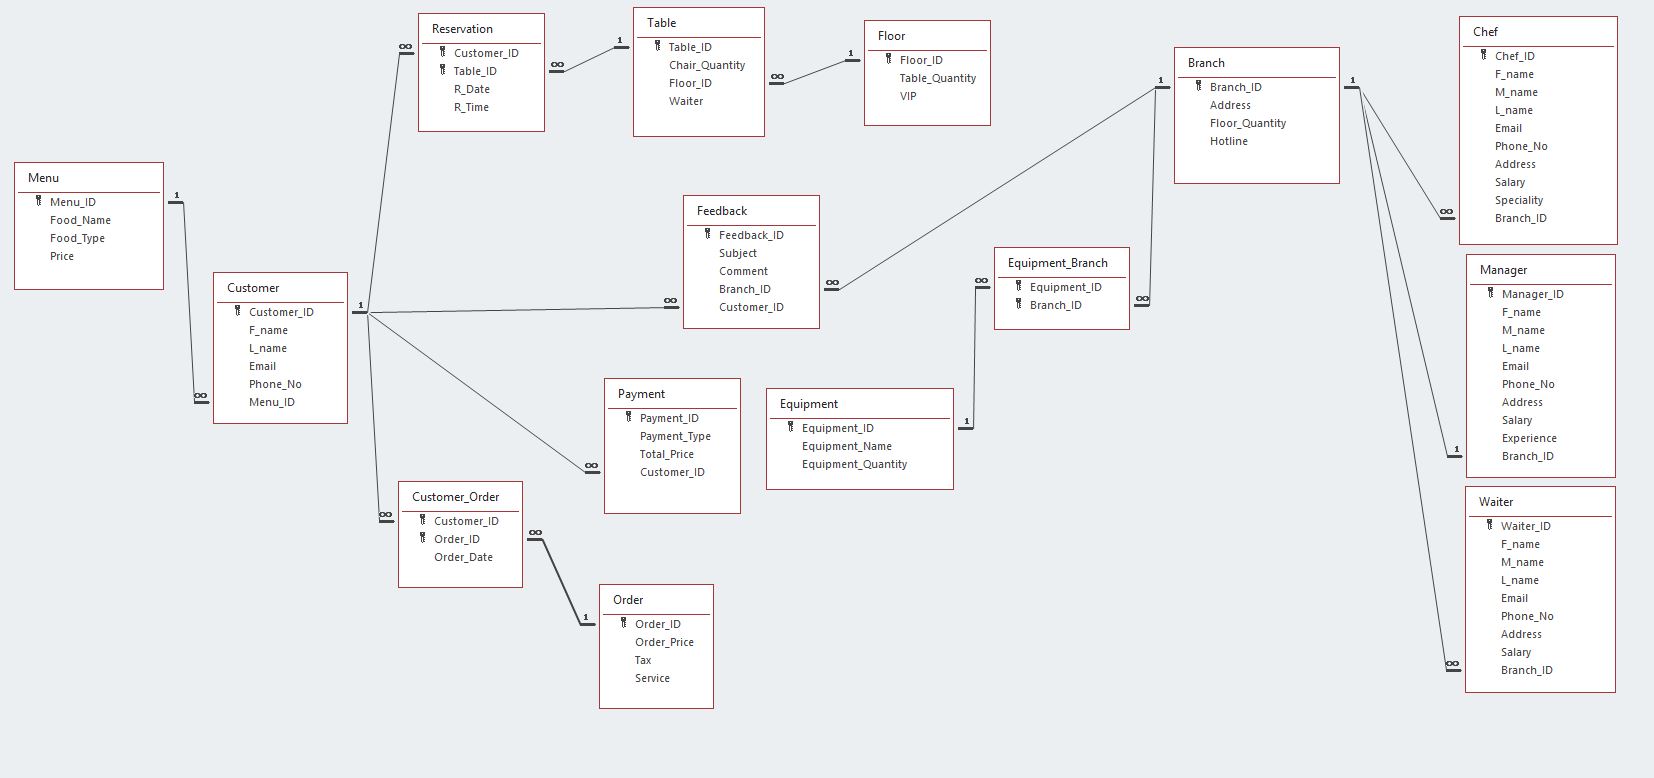 Reservation
Customer_ID
Table_ID
R_Date
R_Time
∞
∞
Table
Table_ID
Chair_Quantity
Floor_ID
Waiter
1
∞
Floor
Floor_ID
Table_Quantity
VIP
1
Branch
Branch_ID
Address
Floor_Quantity
Hotline
1
1
Chef
Chef_ID
F_name
M_name
L_name
Email
Phone_No
Address
Salary
Speciality
Branch_ID
∞
Menu
Menu_ID
Food_Name
Food_Type
Price
1
Customer
Customer_ID
F_name
L_name
Email
Phone_No
Menu_ID
1
∞
Feedback
Feedback_ID
Subject
Comment
Branch_ID
Customer_ID
∞
∞
Equipment_Branch
Equipment_ID
Branch_ID
∞
∞
Manager
Manager_ID
F_name
M_name
L_name
Email
Phone_No
Address
Salary
Experience
Branch_ID
1
Payment
Payment_ID
Payment_Type
Total_Price
Customer_ID
∞
Equipment
Equipment_ID
Equipment_Name
Equipment_Quantity
1
Customer_Order
Customer_ID
Order_ID
Order_Date
∞
∞
Waiter
Waiter_ID
F_name
M_name
L_name
Email
Phone_No
Address
Salary
Branch_ID
∞
Order
Order_ID
Order_Price
Tax
Service
1